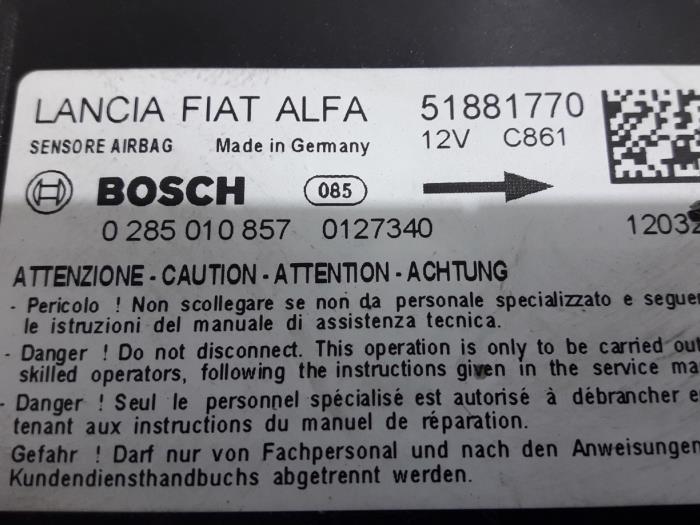 LANCIA FIAT ALFA 51881770
SENSORE AIRBAG Made in Germany 12V C861
BOSCH 085
0 285 010 857 0127340 12032
ATTENZIONE - CAUTION - ATTENTION - ACHTUNG
- Pericolo ! Non scollegare se non da personale specializzato e seguen
le istruzioni del manuale di assistenza tecnica.
- Danger ! Do not disconnect. This operation is only to be carried out
skilled operators, following the instructions given in the service ma
- Danger ! Seul le personnel spécialisé est autorisé à débrancher e
tenant aux instructions du manuel de réparation.
Gefahr ! Darf nur von Fachpersonal und nach den Anweisungen
Kundendiensthandbuchs abgetrennt werden.